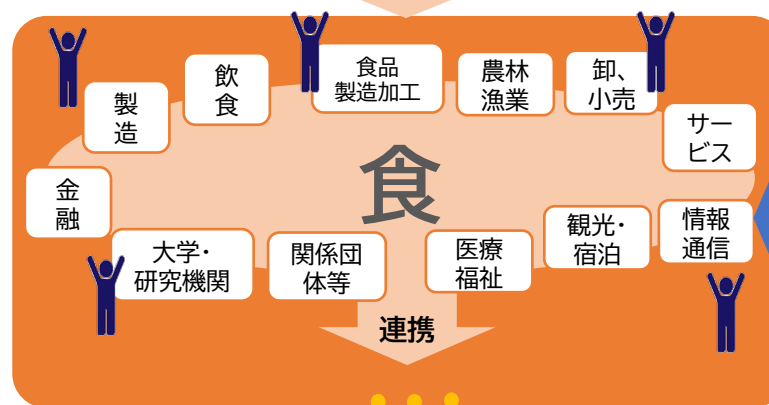 飲
食
食品
製造加工
農林
漁業
卸、
小売
製
造
サー
ビス
食
金
融
大学・
研究機関
関係団
体等
医療
福祉
観光・
宿泊
情報
通信
連携